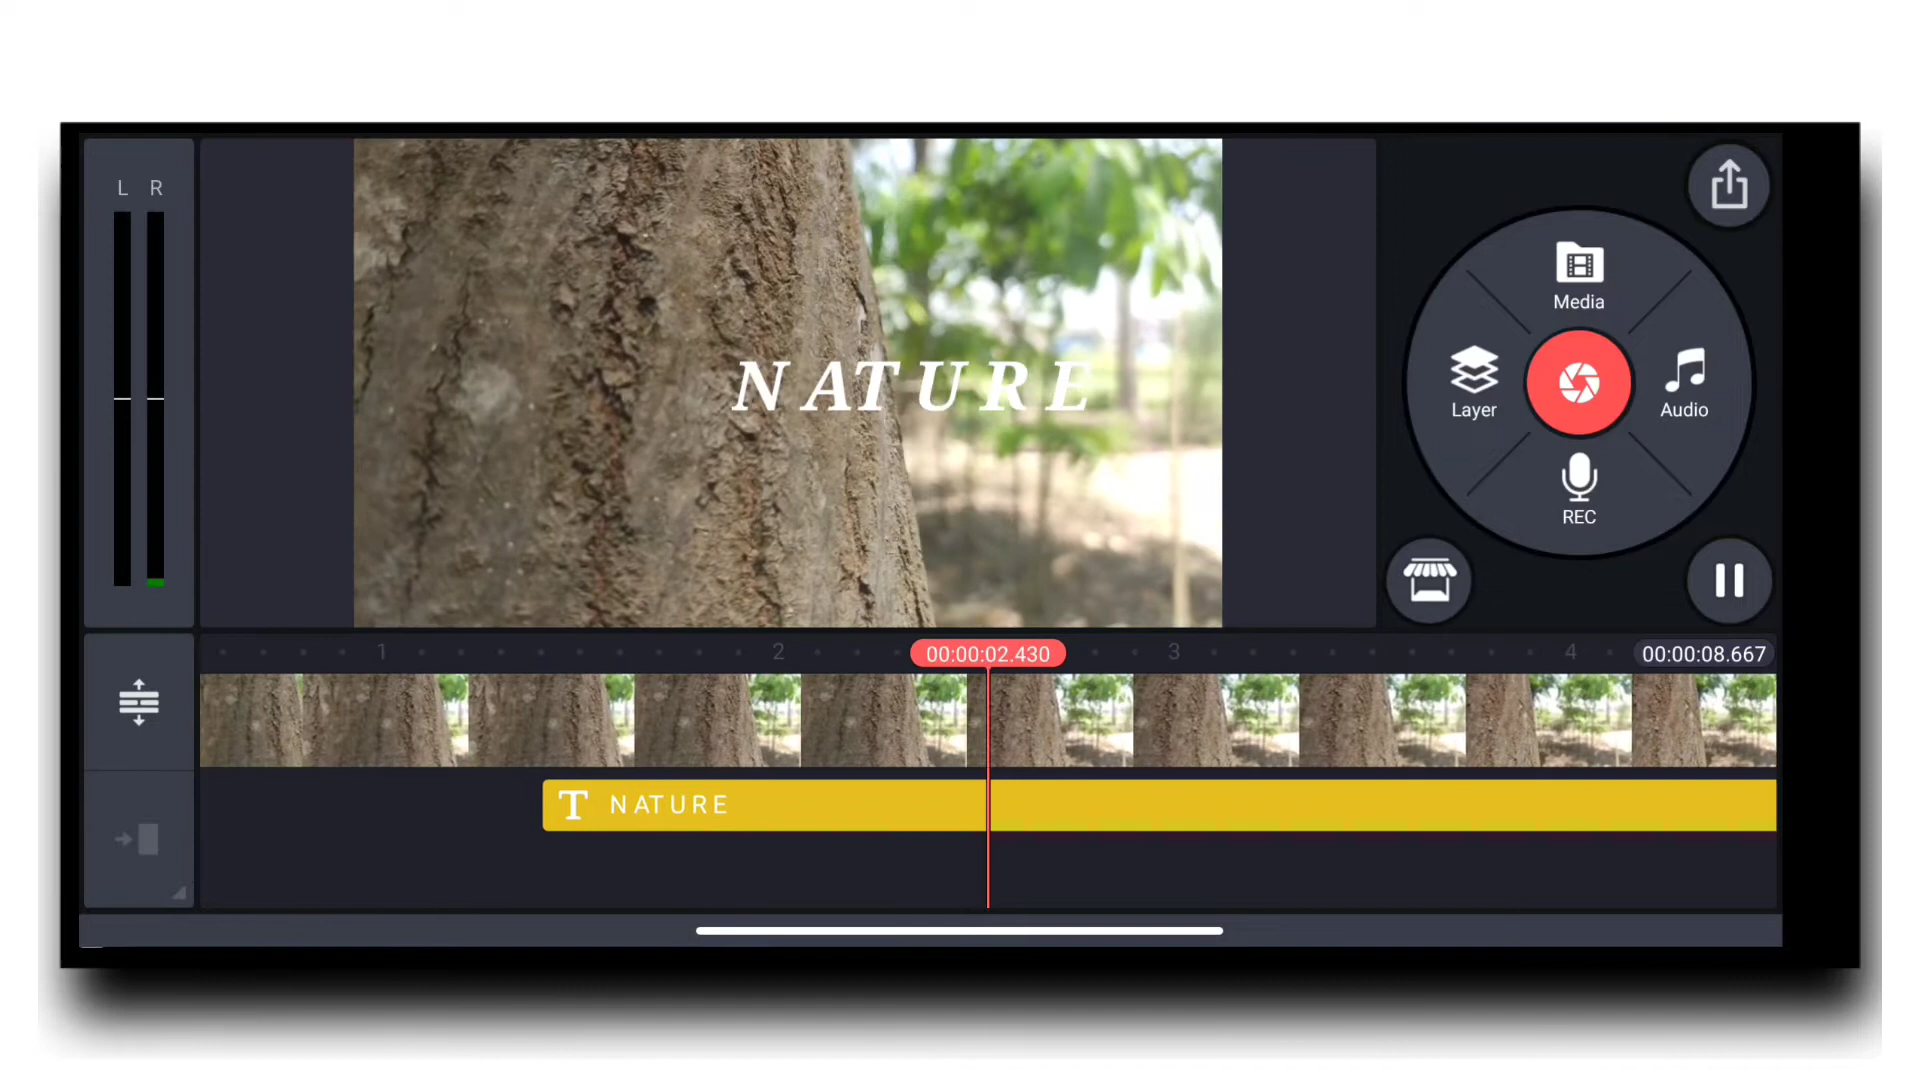 L R
Media
Layer
Audio
REC
NATURE
1 2 00:00:02.430 3 4 00:00:08.667
T NATURE